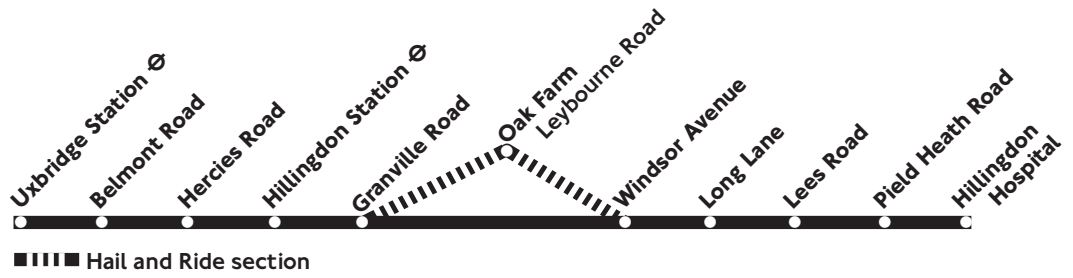 Uxbridge Station
Belmont Road
Hercies Road
Hillingdon Station
Granville Road
Oak Farm
Leybourne Road
Windsor Avenue
Long Lane
Lees Road
Pield Heath Road
Hillingdon
Hospital
Hail and Ride section